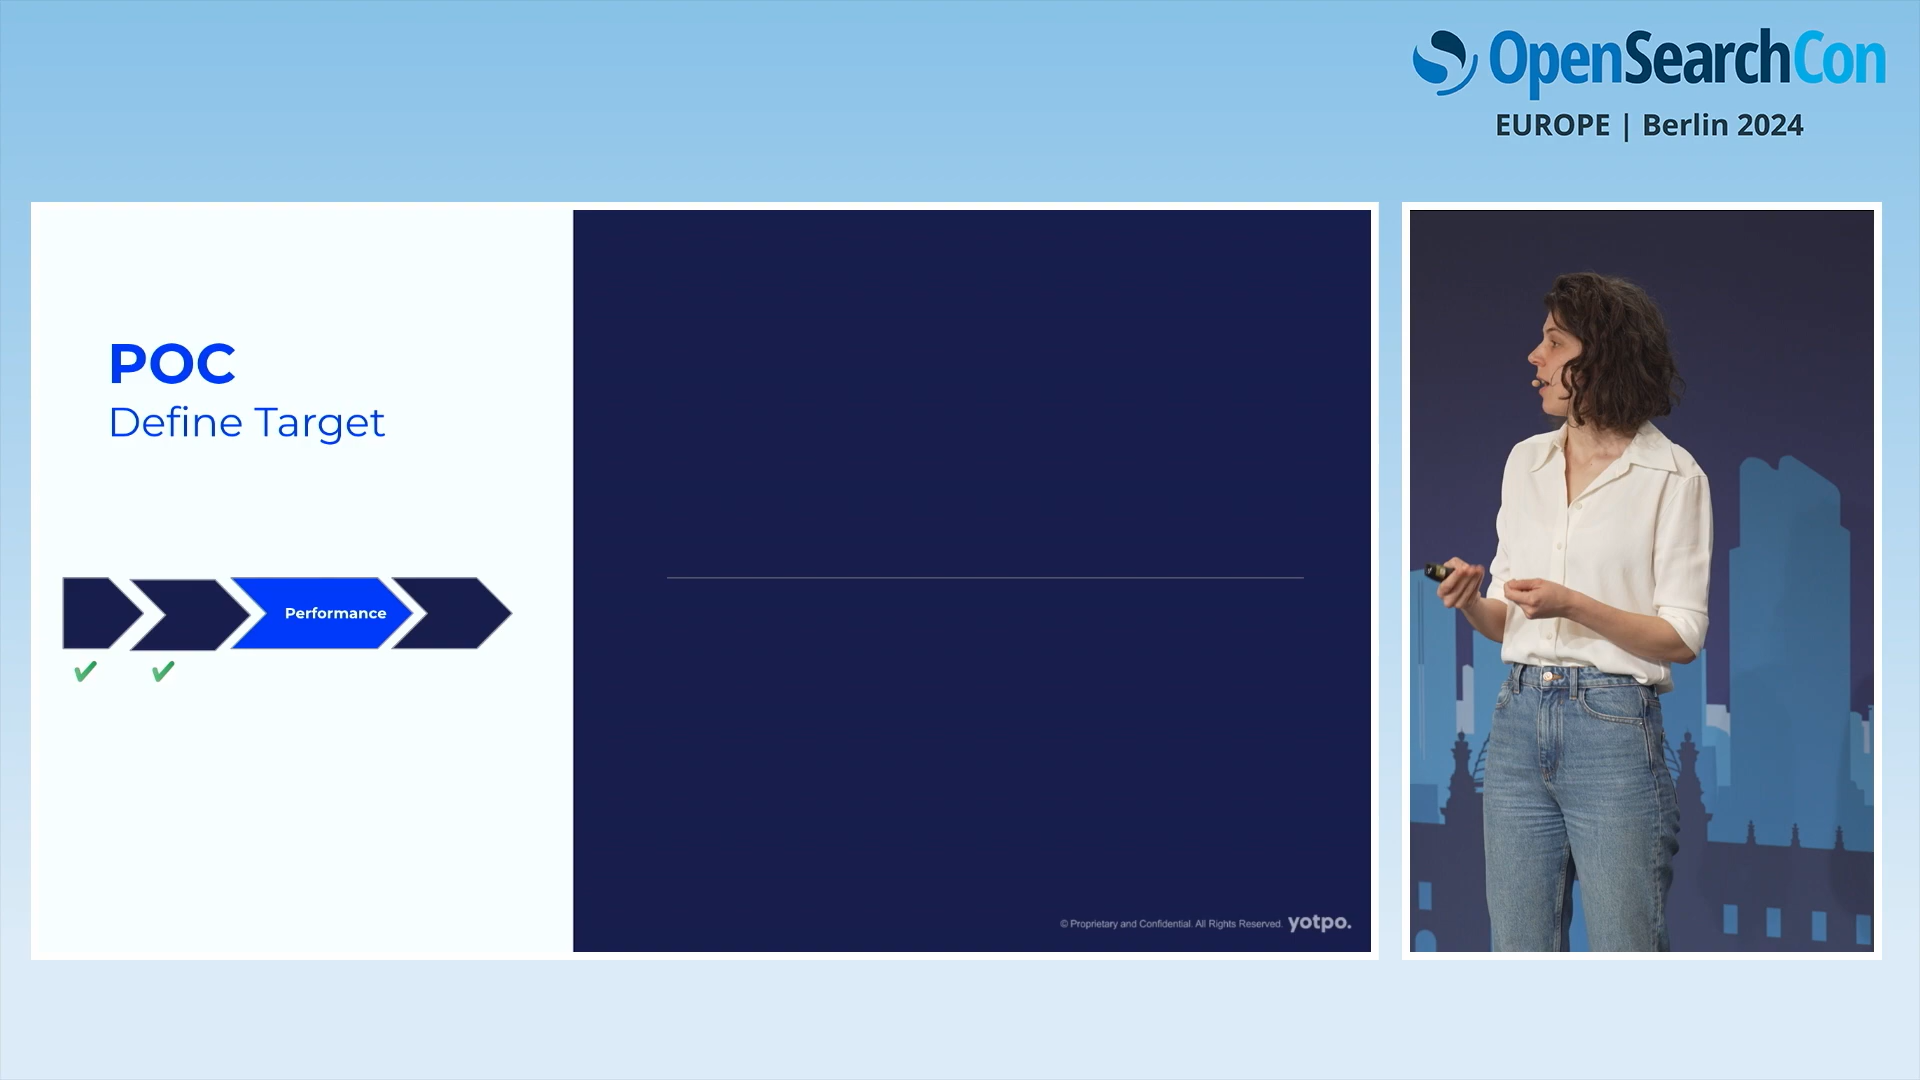 OpenSearchCon
EUROPE | Berlin 2024
POC
Define Target
Performance
© Proprietary and Confidential. All Rights Reserved. yotpo.